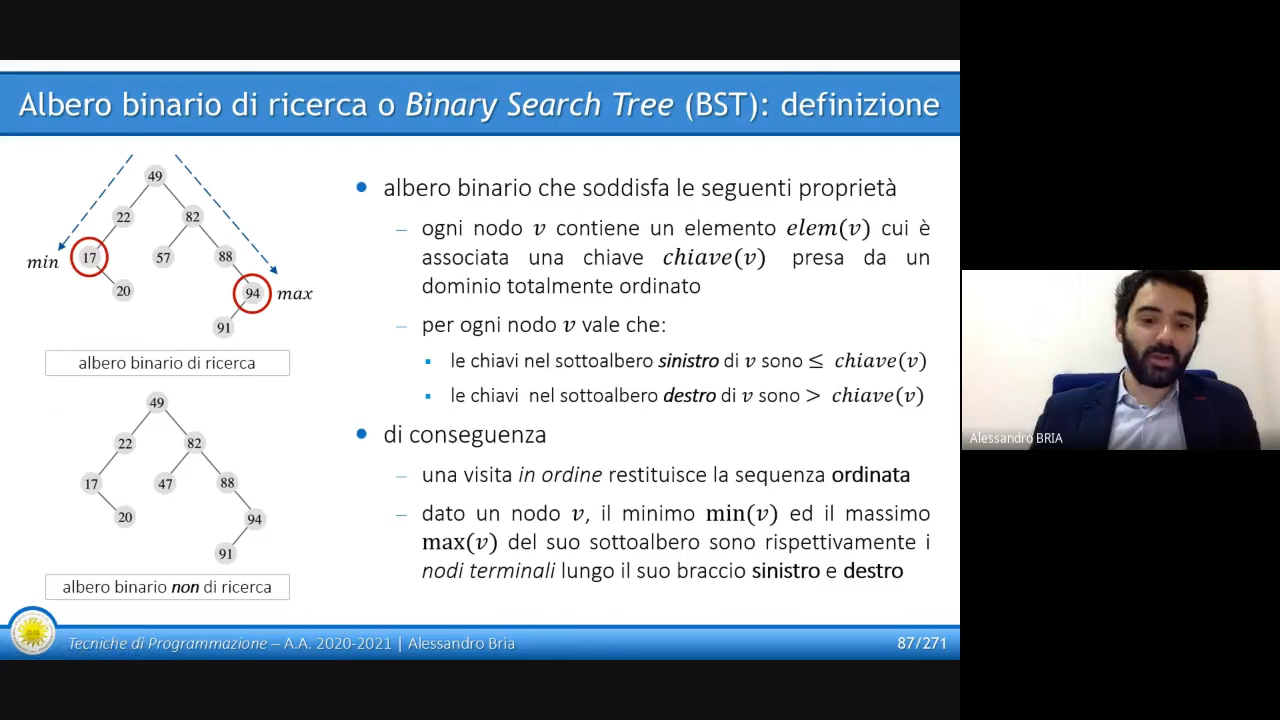 Albero binario di ricerca o Binary Search Tree (BST): definizione
49
22
82
min
17
57
88
20
94
max
91
albero binario di ricerca
49
22
82
17
47
88
20
94
91
albero binario non di ricerca
• albero binario che soddisfa le seguenti proprietà
– ogni nodo v contiene un elemento elem(v) cui è
associata una chiave chiave(v) presa da un
dominio totalmente ordinato
– per ogni nodo v vale che:
▪ le chiavi nel sottoalbero sinistro di v sono ≤ chiave(v)
▪ le chiavi nel sottoalbero destro di v sono > chiave(v)
• di conseguenza
– una visita in ordine restituisce la sequenza ordinata
– dato un nodo v, il minimo min(v) ed il massimo
max(v) del suo sottoalbero sono rispettivamente i
nodi terminali lungo il suo braccio sinistro e destro
Tecniche di Programmazione – A.A. 2020-2021 | Alessandro Bria
87/271
Alessandro BRIA